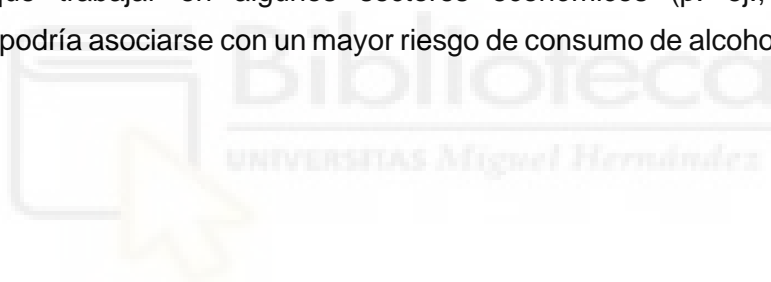 que trabajar en algunos sectores económicos (p. ej.,
podría asociarse con un mayor riesgo de consumo de alcoho
Biblioteca
UNIVERSITAS Miguel Hernández